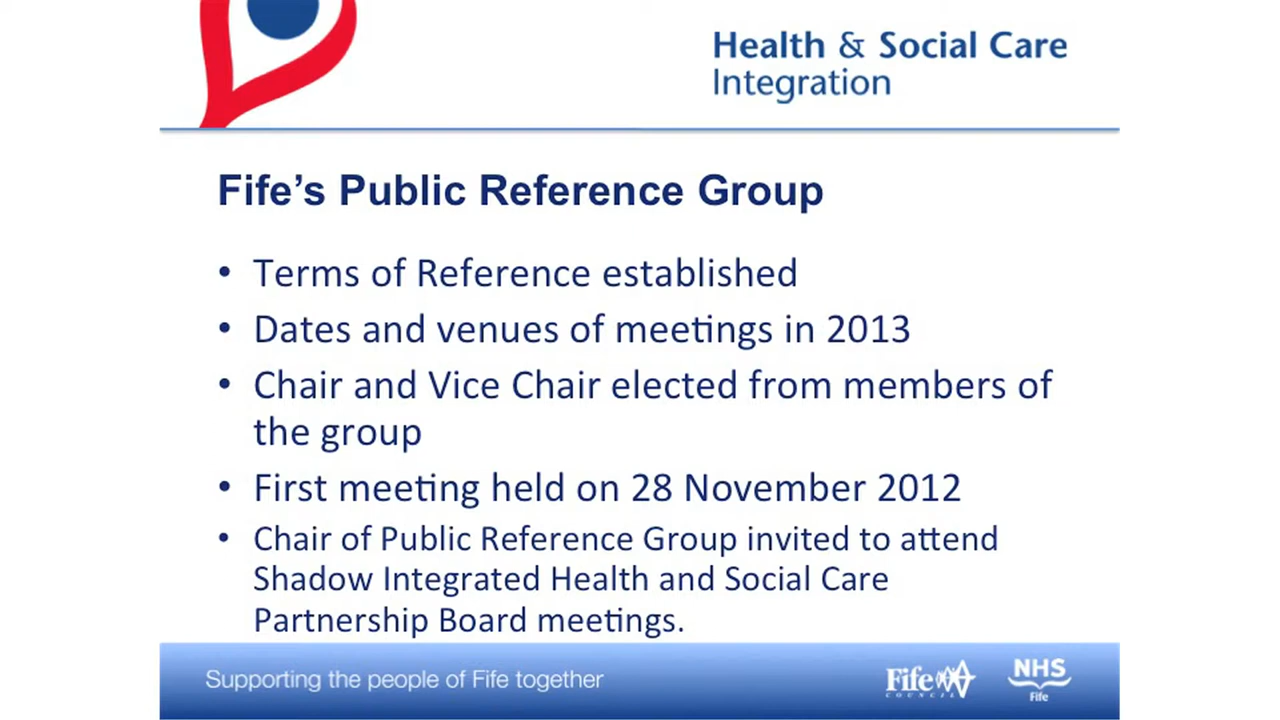 Health & Social Care
Integration
Fife’s Public Reference Group
• Terms of Reference established
• Dates and venues of meetings in 2013
• Chair and Vice Chair elected from members of
the group
• First meeting held on 28 November 2012
• Chair of Public Reference Group invited to attend
Shadow Integrated Health and Social Care
Partnership Board meetings.
Supporting the people of Fife together
Fife
COUNCIL
NHS
Fife